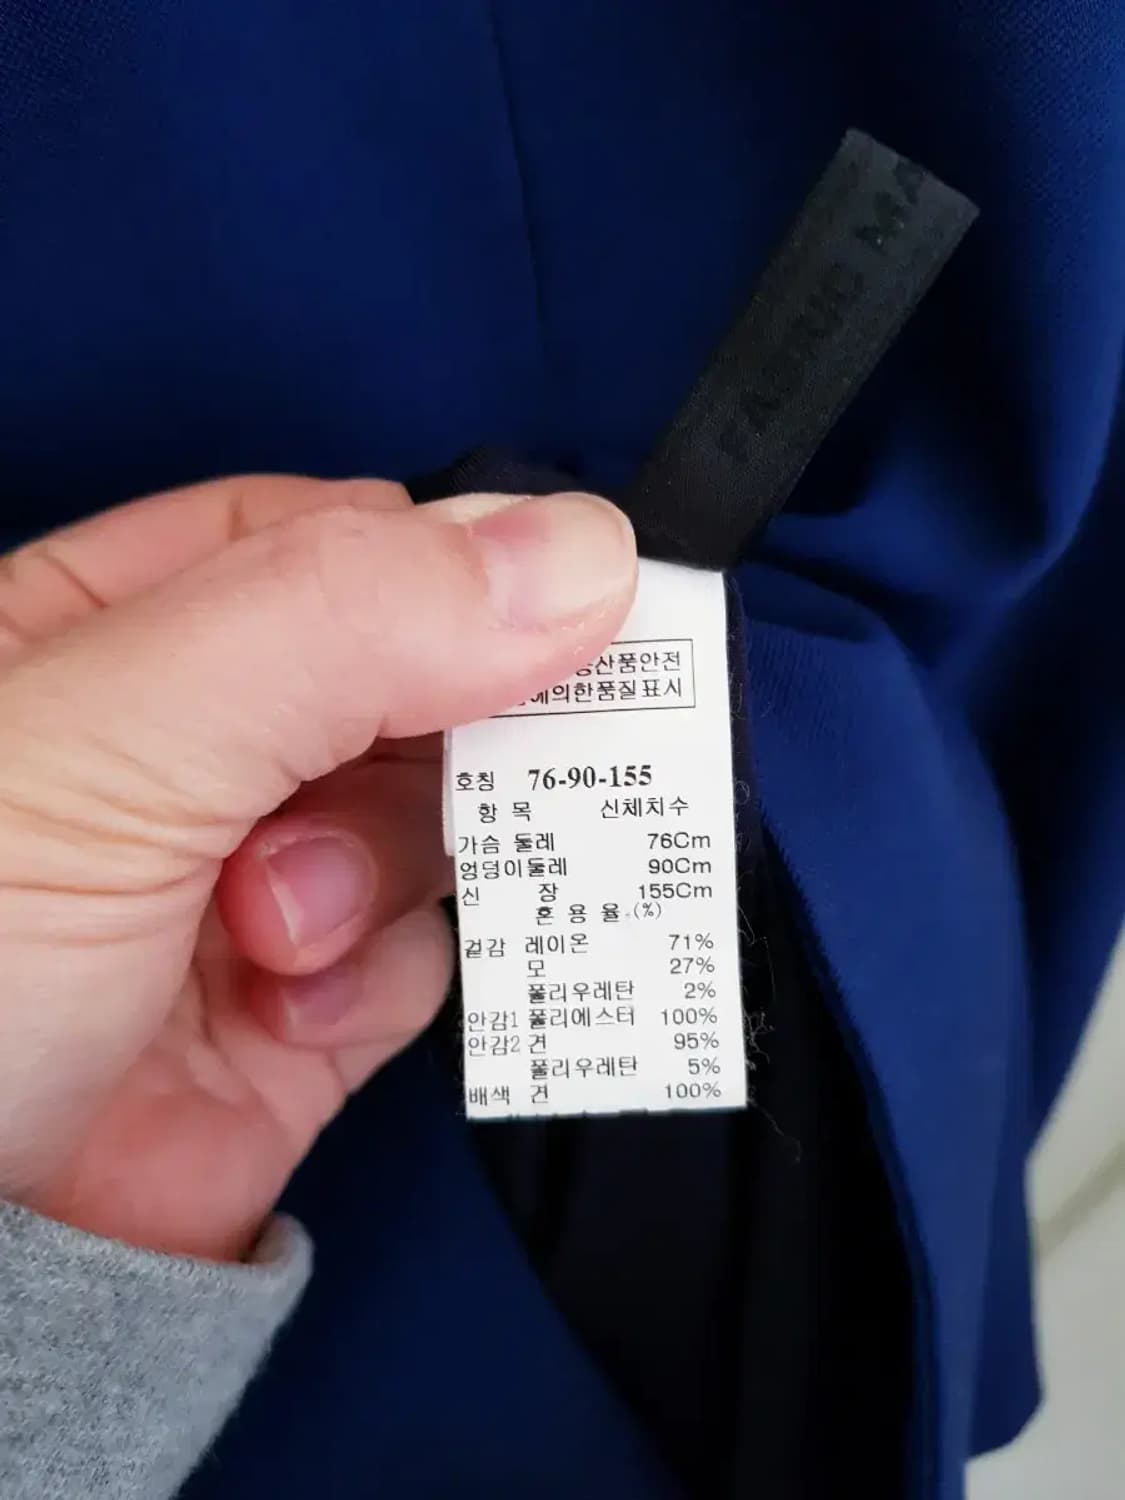 산품안전
에의한품질표시
호칭 76-90-155
항 목 신체치수
가슴 둘레 76Cm
엉덩이둘레 90Cm
신 장 155Cm
혼 용 율 (%)
겉감 레이온 71%
모 27%
폴리우레탄 2%
안감1 폴리에스터 100%
안감2 견 95%
폴리우레탄 5%
배색 견 100%